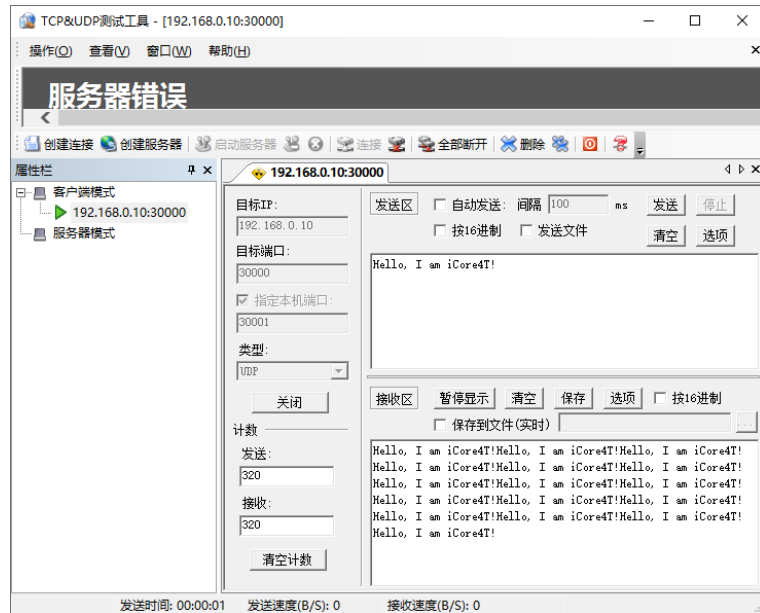 TCP&UDP测试工具 - [192.168.0.10:30000]
操作(O) 查看(V) 窗口(W) 帮助(H)
服务器错误
创建连接 创建服务器 启动服务器 连接 全部断开 删除
属性栏
客户端模式
192.168.0.10:30000
服务器模式
192.168.0.10:30000
目标IP:
192.168.0.10
目标端口:
30000
指定本机端口:
30001
类型:
UDP
关闭
计数
发送:
320
接收:
320
清空计数
发送区 自动发送: 间隔 100 ms 发送 停止
按16进制 发送文件 清空 选项
Hello, I am iCore4T!
接收区 暂停显示 清空 保存 选项 按16进制
保存到文件(实时) ...
Hello, I am iCore4T!Hello, I am iCore4T!Hello, I am iCore4T!
Hello, I am iCore4T!Hello, I am iCore4T!Hello, I am iCore4T!
Hello, I am iCore4T!Hello, I am iCore4T!Hello, I am iCore4T!
Hello, I am iCore4T!Hello, I am iCore4T!Hello, I am iCore4T!
Hello, I am iCore4T!Hello, I am iCore4T!Hello, I am iCore4T!
Hello, I am iCore4T!
发送时间: 00:00:01 发送速度(B/S): 0 接收速度(B/S): 0